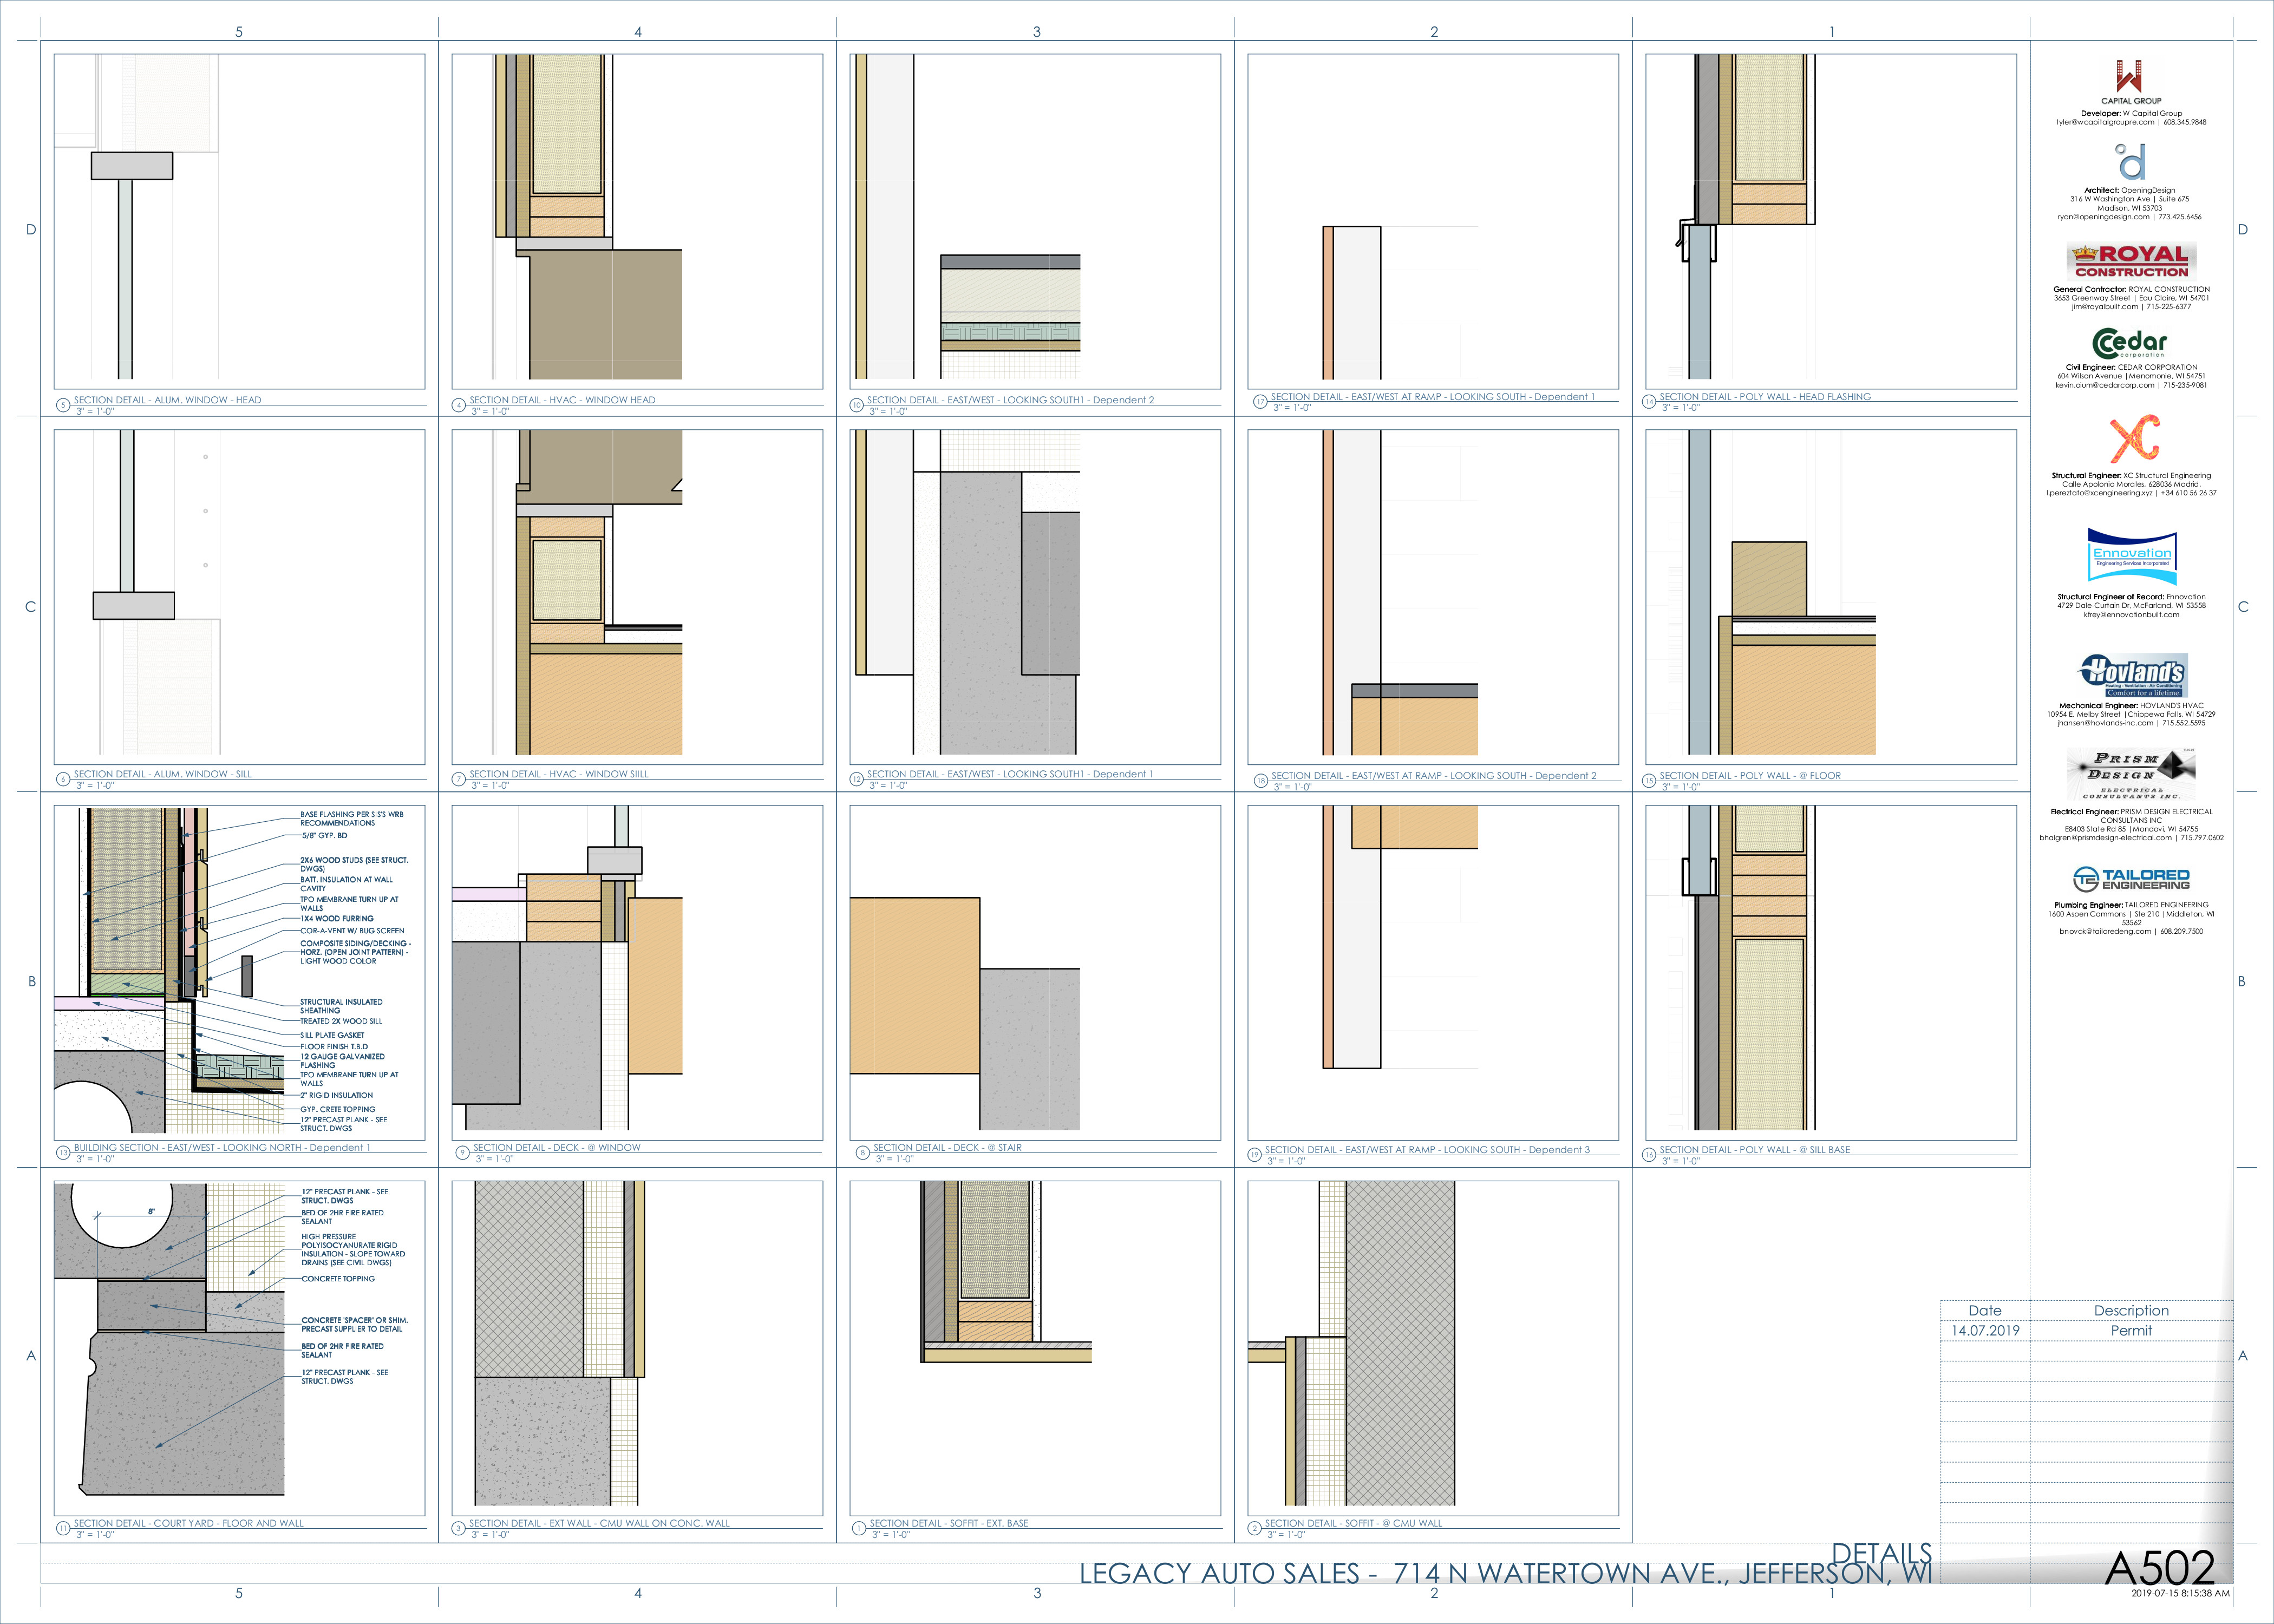 5
4
3
2
1
D
D
5
SECTION DETAIL - ALUM. WINDOW - HEAD
3" = 1'-0"
4
SECTION DETAIL - HVAC - WINDOW HEAD
3" = 1'-0"
10
SECTION DETAIL - EAST/WEST - LOOKING SOUTH1 - Dependent 2
3" = 1'-0"
17
SECTION DETAIL - EAST/WEST AT RAMP - LOOKING SOUTH - Dependent 1
3" = 1'-0"
14
SECTION DETAIL - POLY WALL - HEAD FLASHING
3" = 1'-0"
C
C
6
SECTION DETAIL - ALUM. WINDOW - SILL
3" = 1'-0"
7
SECTION DETAIL - HVAC - WINDOW SIILL
3" = 1'-0"
12
SECTION DETAIL - EAST/WEST - LOOKING SOUTH1 - Dependent 1
3" = 1'-0"
18
SECTION DETAIL - EAST/WEST AT RAMP - LOOKING SOUTH - Dependent 2
3" = 1'-0"
15
SECTION DETAIL - POLY WALL - @ FLOOR
3" = 1'-0"
B
B
BASE FLASHING PER SIS'S WRB
RECOMMENDATIONS
5/8" GYP. BD
2X6 WOOD STUDS (SEE STRUCT.
DWGS)
BATT. INSULATION AT WALL
CAVITY
TPO MEMBRANE TURN UP AT
WALLS
1X4 WOOD FURRING
COR-A-VENT W/ BUG SCREEN
COMPOSITE SIDING/DECKING -
HORZ. (OPEN JOINT PATTERN) -
LIGHT WOOD COLOR
STRUCTURAL INSULATED
SHEATHING
TREATED 2X WOOD SILL
SILL PLATE GASKET
FLOOR FINISH T.B.D
12 GAUGE GALVANIZED
FLASHING
TPO MEMBRANE TURN UP AT
WALLS
2" RIGID INSULATION
GYP. CRETE TOPPING
12" PRECAST PLANK - SEE
STRUCT. DWGS
13
BUILDING SECTION - EAST/WEST - LOOKING NORTH - Dependent 1
3" = 1'-0"
9
SECTION DETAIL - DECK - @ WINDOW
3" = 1'-0"
8
SECTION DETAIL - DECK - @ STAIR
3" = 1'-0"
19
SECTION DETAIL - EAST/WEST AT RAMP - LOOKING SOUTH - Dependent 3
3" = 1'-0"
16
SECTION DETAIL - POLY WALL - @ SILL BASE
3" = 1'-0"
A
A
8"
12" PRECAST PLANK - SEE
STRUCT. DWGS
BED OF 2HR FIRE RATED
SEALANT
HIGH PRESSURE
POLYISOCYANURATE RIGID
INSULATION - SLOPE TOWARD
DRAINS (SEE CIVIL DWGS)
CONCRETE TOPPING
CONCRETE 'SPACER' OR SHIM.
PRECAST SUPPLIER TO DETAIL
BED OF 2HR FIRE RATED
SEALANT
12" PRECAST PLANK - SEE
STRUCT. DWGS
11
SECTION DETAIL - COURT YARD - FLOOR AND WALL
3" = 1'-0"
3
SECTION DETAIL - EXT WALL - CMU WALL ON CONC. WALL
3" = 1'-0"
1
SECTION DETAIL - SOFFIT - EXT. BASE
3" = 1'-0"
2
SECTION DETAIL - SOFFIT - @ CMU WALL
3" = 1'-0"
CAPITAL GROUP
Developer: W Capital Group
tyler@wcapitalgroupre.com | 608.345.9848
Architect: OpeningDesign
316 W Washington Ave | Suite 675
Madison, WI 53703
ryan@openingdesign.com | 773.425.6456
ROYAL
CONSTRUCTION
General Contractor: ROYAL CONSTRUCTION
3653 Greenway Street | Eau Claire, WI 54701
jim@royalbuilt.com | 715-225-6377
Cedar
corporation
Civil Engineer: CEDAR CORPORATION
604 Wilson Avenue |Menomonie, WI 54751
kevin.oium@cedarcorp.com | 715-235-9081
XC
Structural Engineer: XC Structural Engineering
Calle Apolonio Morales, 628036 Madrid,
l.pereztato@xcengineering.xyz | +34 610 56 26 37
Ennovation
Engineering Services Incorporated
Structural Engineer of Record: Ennovation
4729 Dale-Curtain Dr, McFarland, WI 53558
kfrey@ennovationbuilt.com
Hovland's
Heating - Ventilation - Air Conditioning
Comfort for a lifetime.
Mechanical Engineer: HOVLAND'S HVAC
10954 E. Melby Street |Chippewa Falls, WI 54729
jhansen@hovlands-inc.com | 715.552.5595
PRISM
DESIGN
ELECTRICAL
CONSULTANTS INC.
Electrical Engineer: PRISM DESIGN ELECTRICAL
CONSULTANS INC
E8403 State Rd 85 |Mondovi, WI 54755
bhalgren@prismdesign-electrical.com | 715.797.0602
TE TAILORED
ENGINEERING
Plumbing Engineer: TAILORED ENGINEERING
1600 Aspen Commons | Ste 210 |Middleton, WI
53562
bnovak@tailoredeng.com | 608.209.7500
Date
Description
14.07.2019
Permit
DETAILS
LEGACY AUTO SALES - 714 N WATERTOWN AVE., JEFFERSON, WI
A502
2019-07-15 8:15:38 AM
5
4
3
2
1